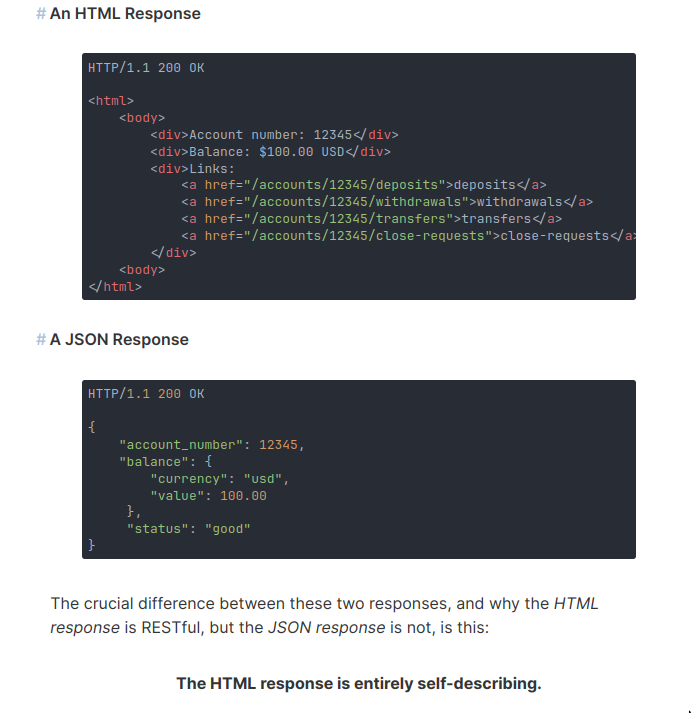 # An HTML Response
HTTP/1.1 200 OK
<html>
<body>
<div>Account number: 12345</div>
<div>Balance: $100.00 USD</div>
<div>Links:
<a href="/accounts/12345/deposits">deposits</a>
<a href="/accounts/12345/withdrawals">withdrawals</a>
<a href="/accounts/12345/transfers">transfers</a>
<a href="/accounts/12345/close-requests">close-requests</a>
</div>
<body>
</html>
# A JSON Response
HTTP/1.1 200 OK
{
"account_number": 12345,
"balance": {
"currency": "usd",
"value": 100.00
},
"status": "good"
}
The crucial difference between these two responses, and why the HTML
response is RESTful, but the JSON response is not, is this:
The HTML response is entirely self-describing.